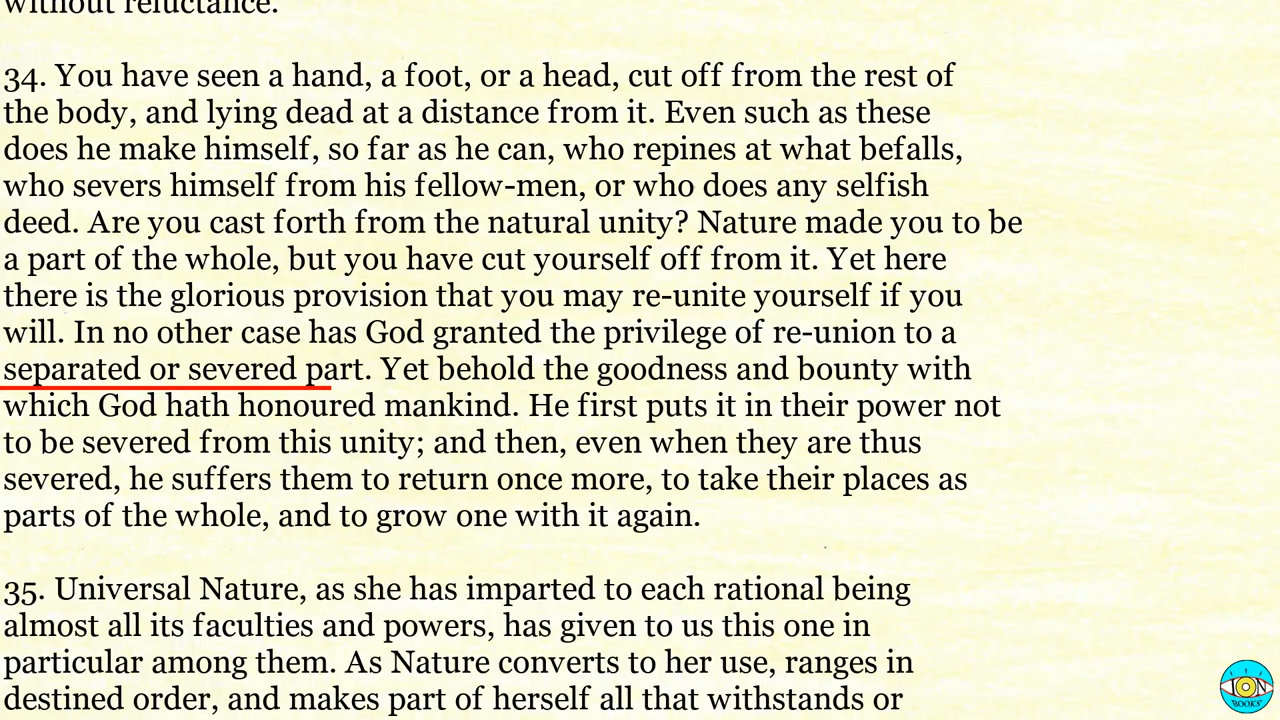 without reluctance.
34. You have seen a hand, a foot, or a head, cut off from the rest of
the body, and lying dead at a distance from it. Even such as these
does he make himself, so far as he can, who repines at what befalls,
who severs himself from his fellow-men, or who does any selfish
deed. Are you cast forth from the natural unity? Nature made you to be
a part of the whole, but you have cut yourself off from it. Yet here
there is the glorious provision that you may re-unite yourself if you
will. In no other case has God granted the privilege of re-union to a
separated or severed part. Yet behold the goodness and bounty with
which God hath honoured mankind. He first puts it in their power not
to be severed from this unity; and then, even when they are thus
severed, he suffers them to return once more, to take their places as
parts of the whole, and to grow one with it again.
35. Universal Nature, as she has imparted to each rational being
almost all its faculties and powers, has given to us this one in
particular among them. As Nature converts to her use, ranges in
destined order, and makes part of herself all that withstands or
ION
BOOKS